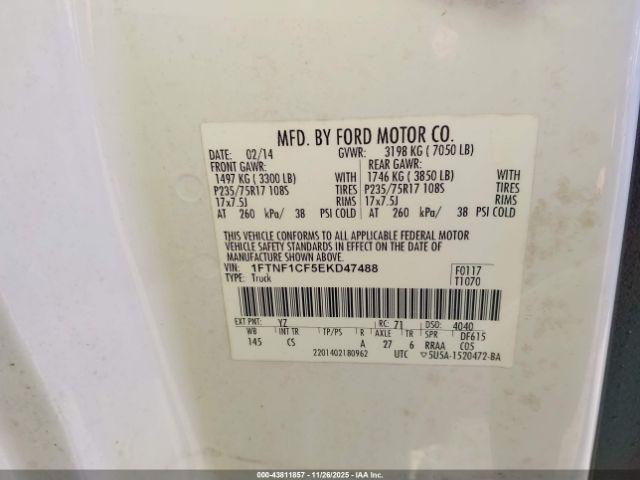 MFD. BY FORD MOTOR CO.
DATE: 02/14 GVWR: 3198 KG ( 7050 LB)
FRONT GAWR: REAR GAWR:
1497 KG ( 3300 LB) WITH 1746 KG ( 3850 LB) WITH
P235/75R17 108S TIRES P235/75R17 108S TIRES
17x7.5J RIMS 17x7.5J RIMS
AT 260 kPa/ 38 PSI COLD AT 260 kPa/ 38 PSI COLD
THIS VEHICLE CONFORMS TO ALL APPLICABLE FEDERAL MOTOR
VEHICLE SAFETY STANDARDS IN EFFECT ON THE DATE OF
MANUFACTURE SHOWN ABOVE.
VIN: 1FTNF1CF5EKD47488 F0117
TYPE: Truck T1070
EXT PNT: YZ RC: 71 DSO: 4040
WB INT TR TP/PS R AXLE TR SPR DF615
145 CS A 27 6 RRAA C05
2201402180962 UTC ▽5U5A-1520472-BA
00-43811857 - 11/26/2025 - IAAI.COM